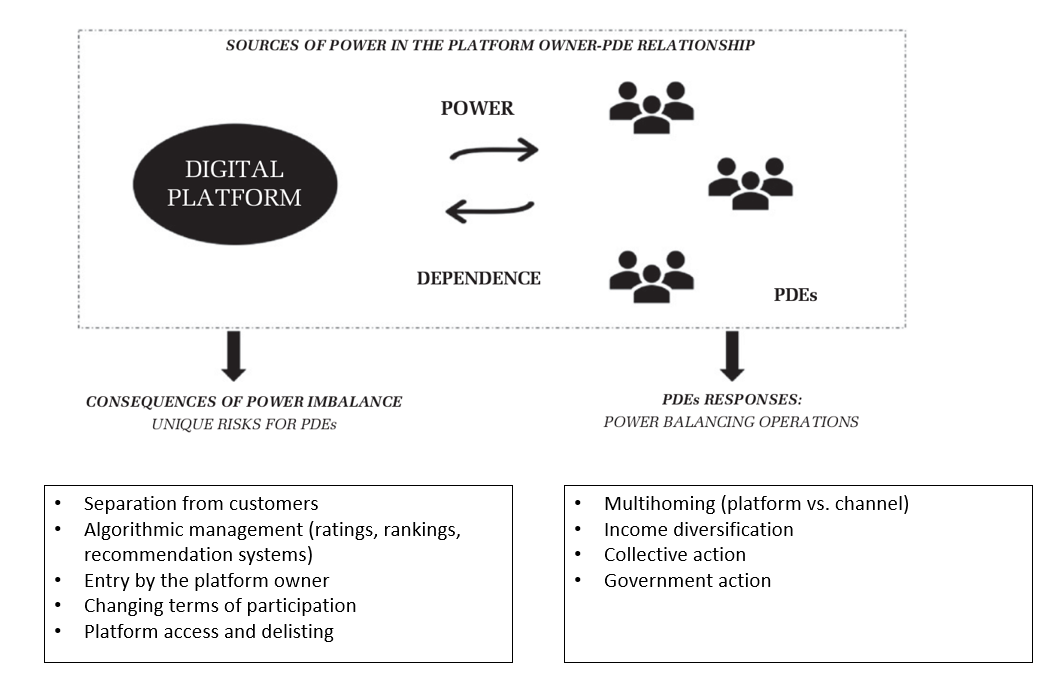 SOURCES OF POWER IN THE PLATFORM OWNER-PDE RELATIONSHIP
POWER
DIGITAL
PLATFORM
DEPENDENCE
PDEs
CONSEQUENCES OF POWER IMBALANCE
UNIQUE RISKS FOR PDEs
PDEs RESPONSES:
POWER BALANCING OPERATIONS
• Separation from customers
• Algorithmic management (ratings, rankings,
recommendation systems)
• Entry by the platform owner
• Changing terms of participation
• Platform access and delisting
• Multihoming (platform vs. channel)
• Income diversification
• Collective action
• Government action